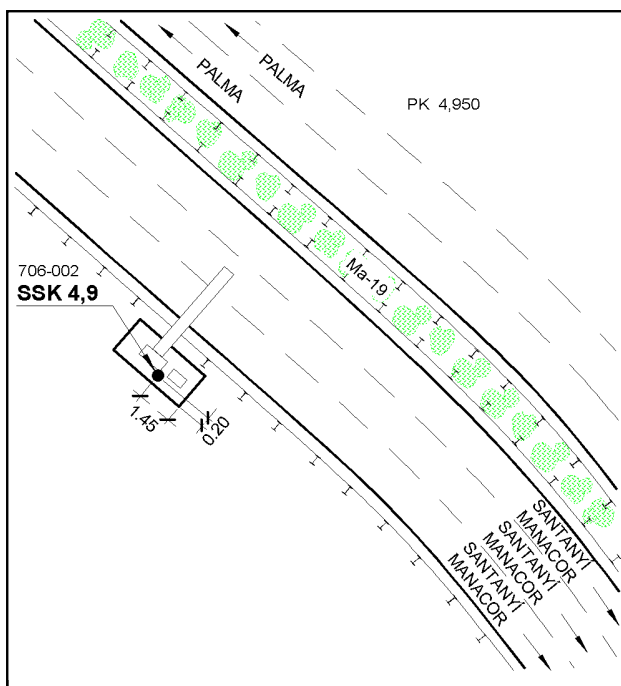 PALMA
PALMA
PK 4,950
Ma-19
706-002
SSK 4,9
1.45
0.20
SANTANYÍ
MANACOR
SANTANYÍ
MANACOR
SANTANYÍ
MANACOR